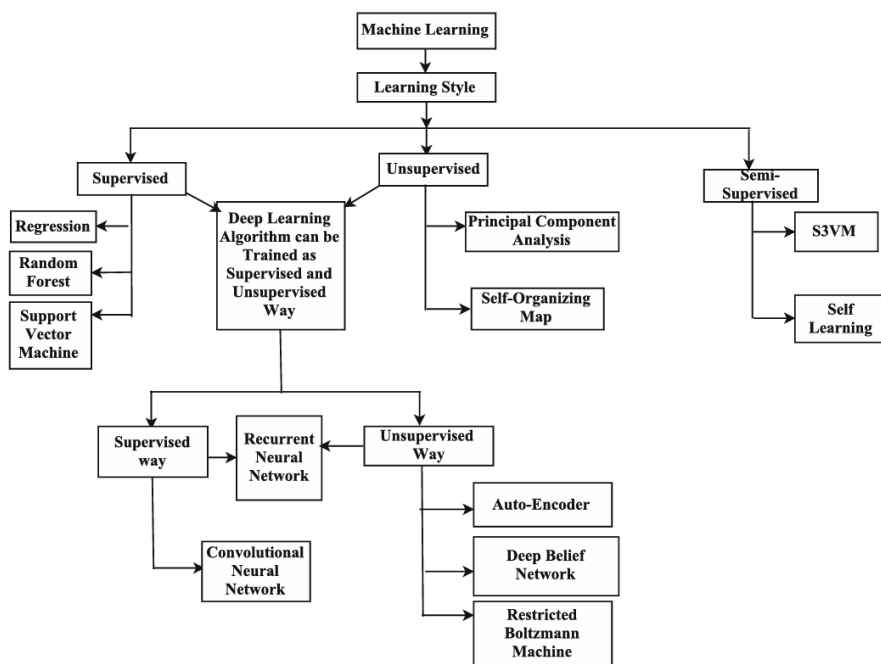 Machine Learning
Learning Style
Supervised
Unsupervised
Semi-
Supervised
Regression
Random
Forest
Support
Vector
Machine
Deep Learning
Algorithm can be
Trained as
Supervised and
Unsupervised
Way
Principal Component
Analysis
Self-Organizing
Map
S3VM
Self
Learning
Supervised
way
Recurrent
Neural
Network
Unsupervised
Way
Convolutional
Neural
Network
Auto-Encoder
Deep Belief
Network
Restricted
Boltzmann
Machine